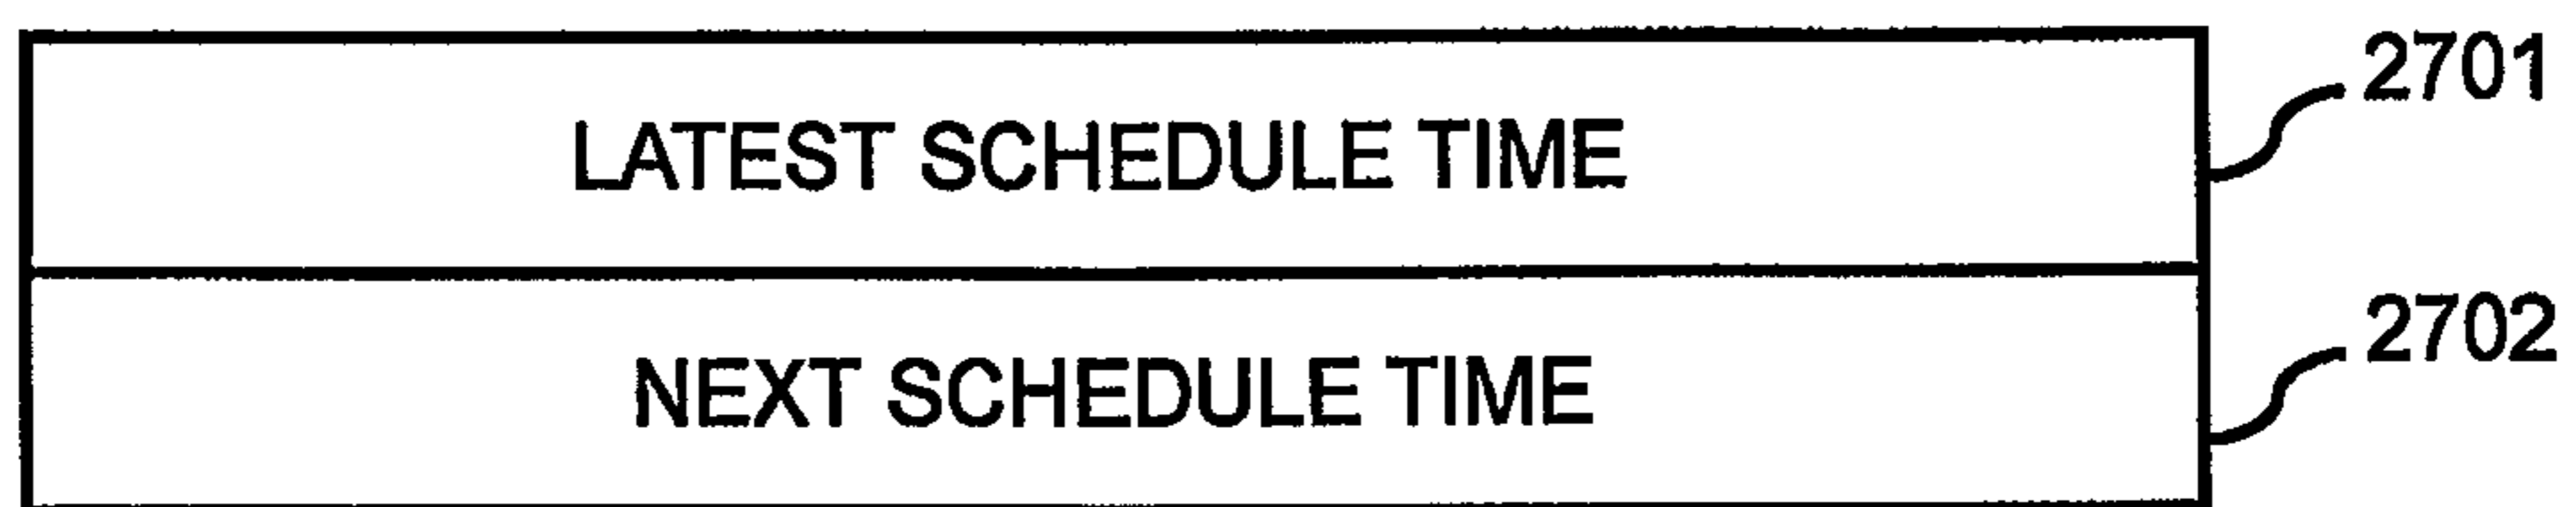 2701
LATEST SCHEDULE TIME
2702
NEXT SCHEDULE TIME